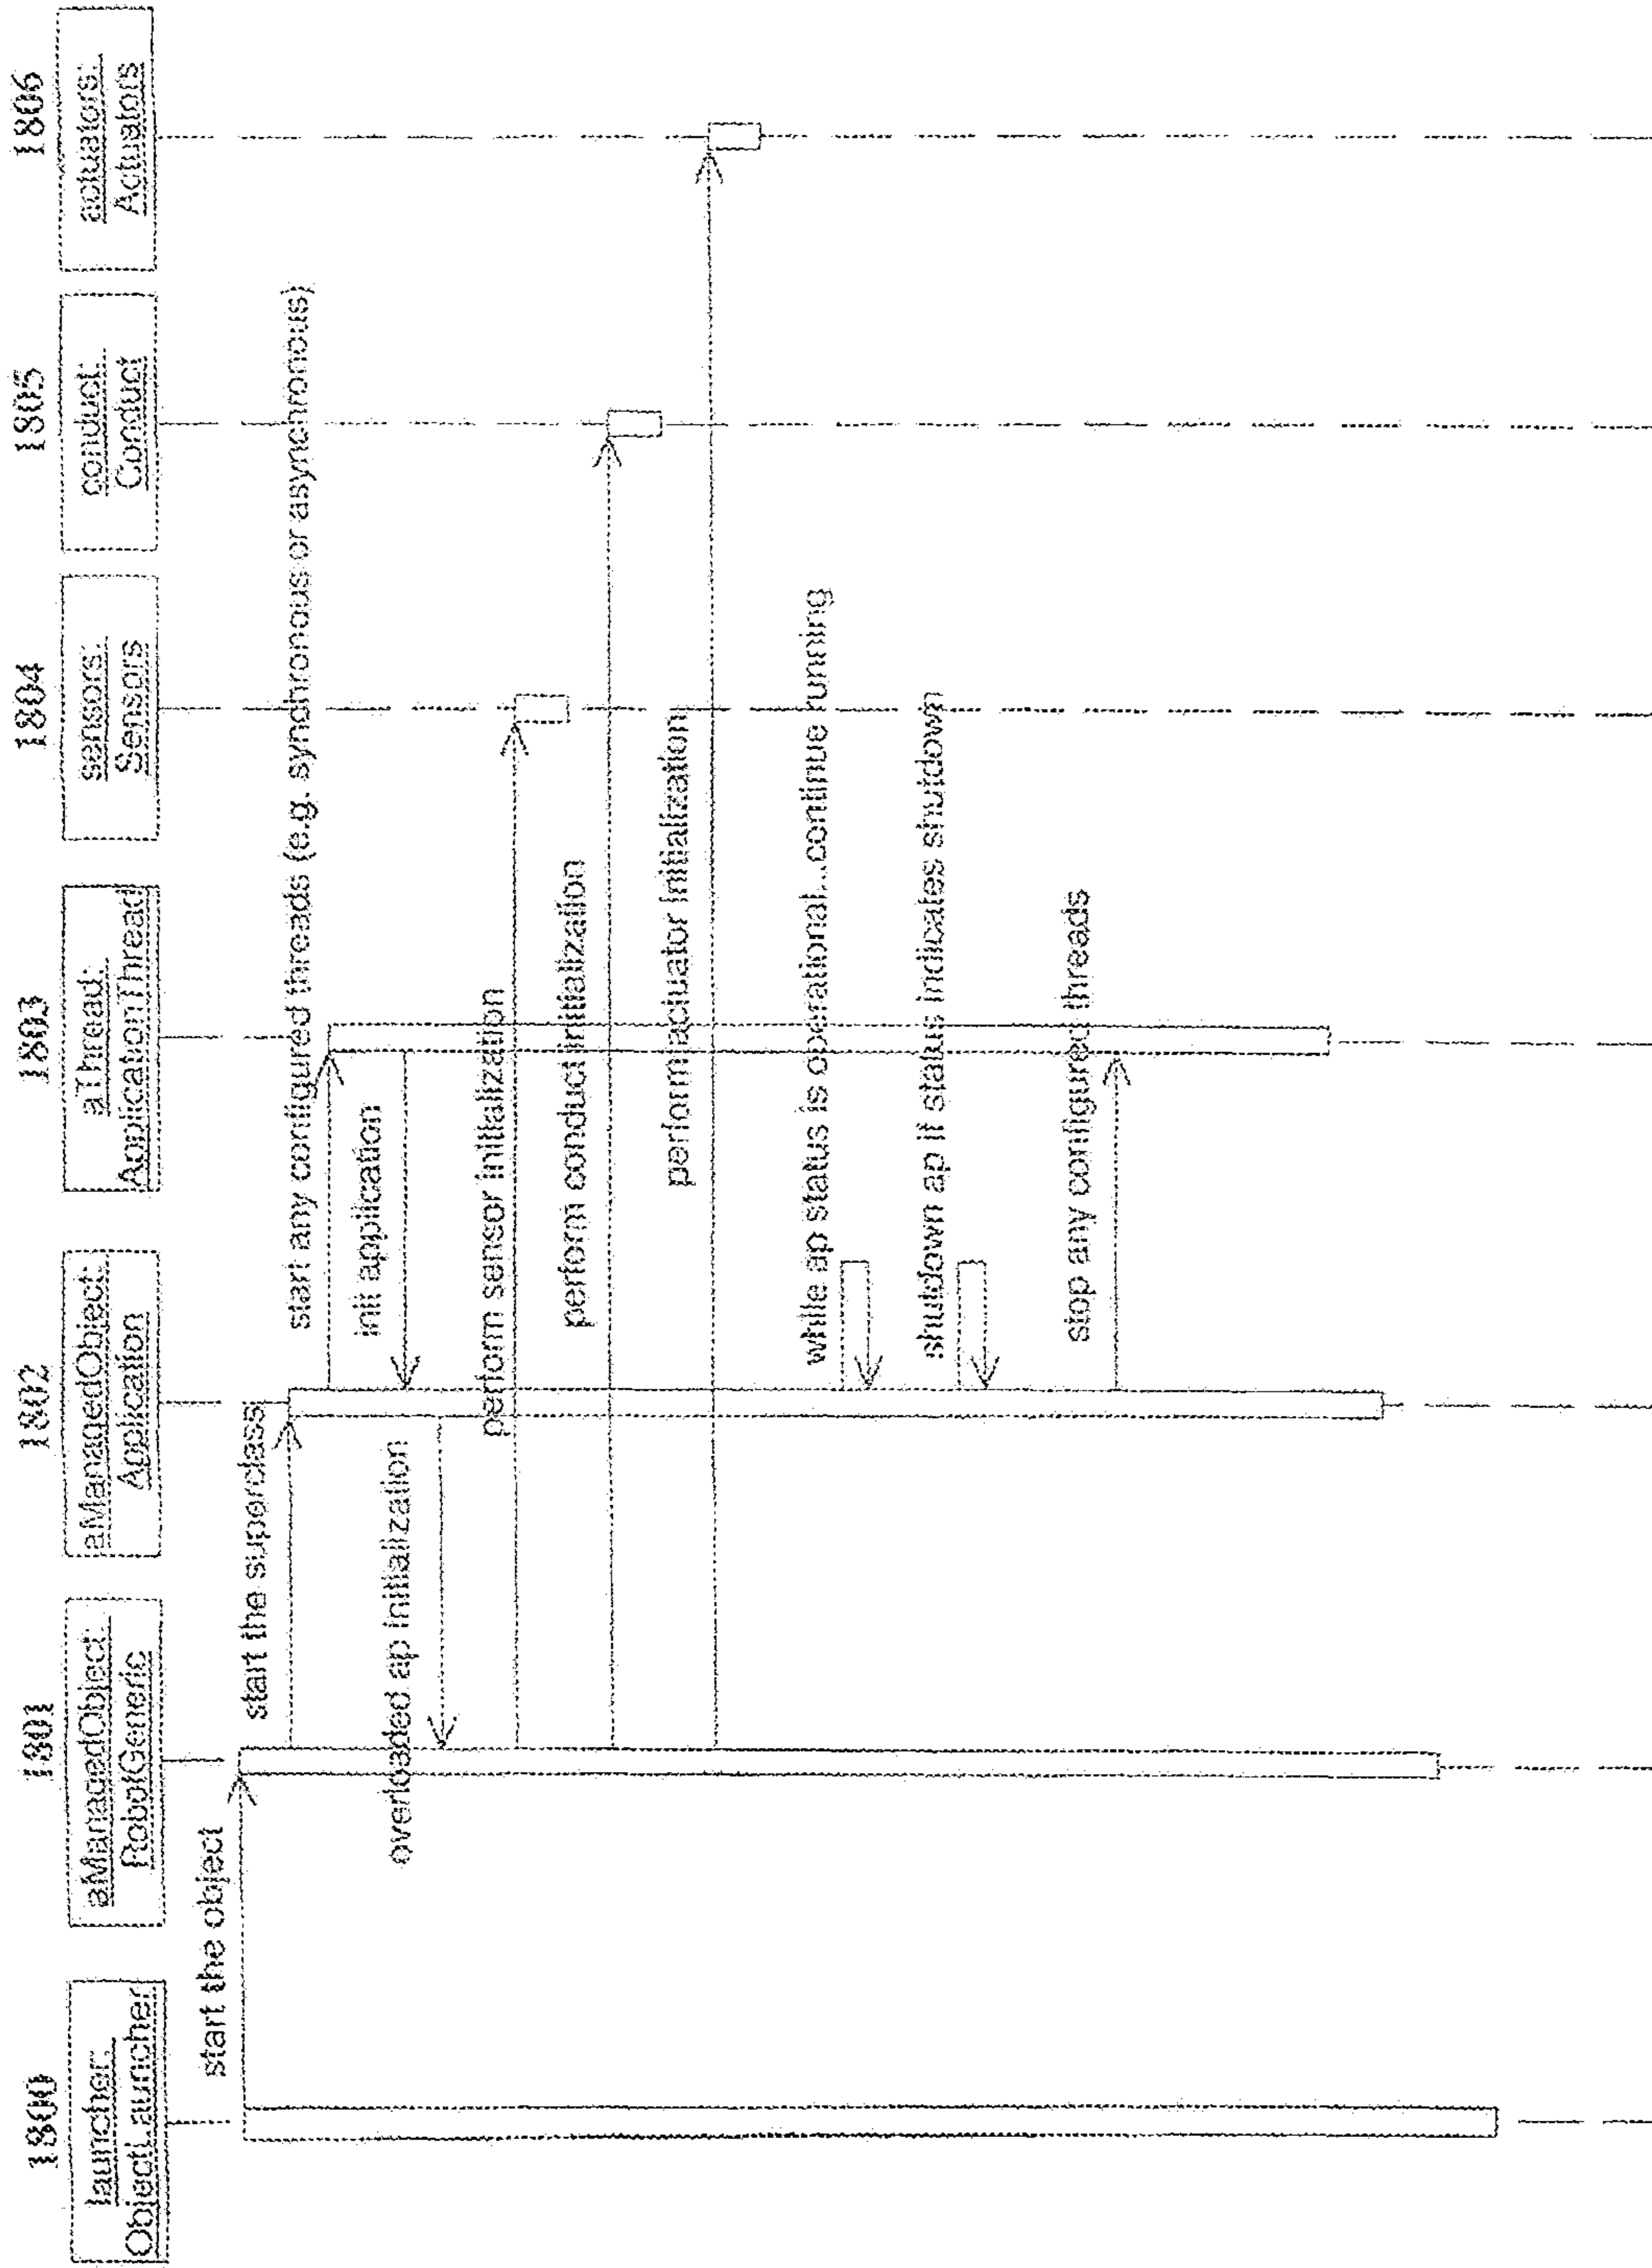 1800
launcher:
ObjectLauncher
1801
aManagedObject:
RobotGeneric
1802
aManagedObject:
Application
1803
aThread:
ApplicationThread
1804
sensors:
Sensors
1805
conduct:
Conduct
1806
actuators:
Actuators
start the object
start the superclass
start any configured threads (e.g. synchronous or asynchronous)
init application
overloaded ap initialization
perform sensor initialization
perform conduct initialization
perform actuator initialization
while ap status is operational...continue running
shutdown ap if status indicates shutdown
stop any configured threads